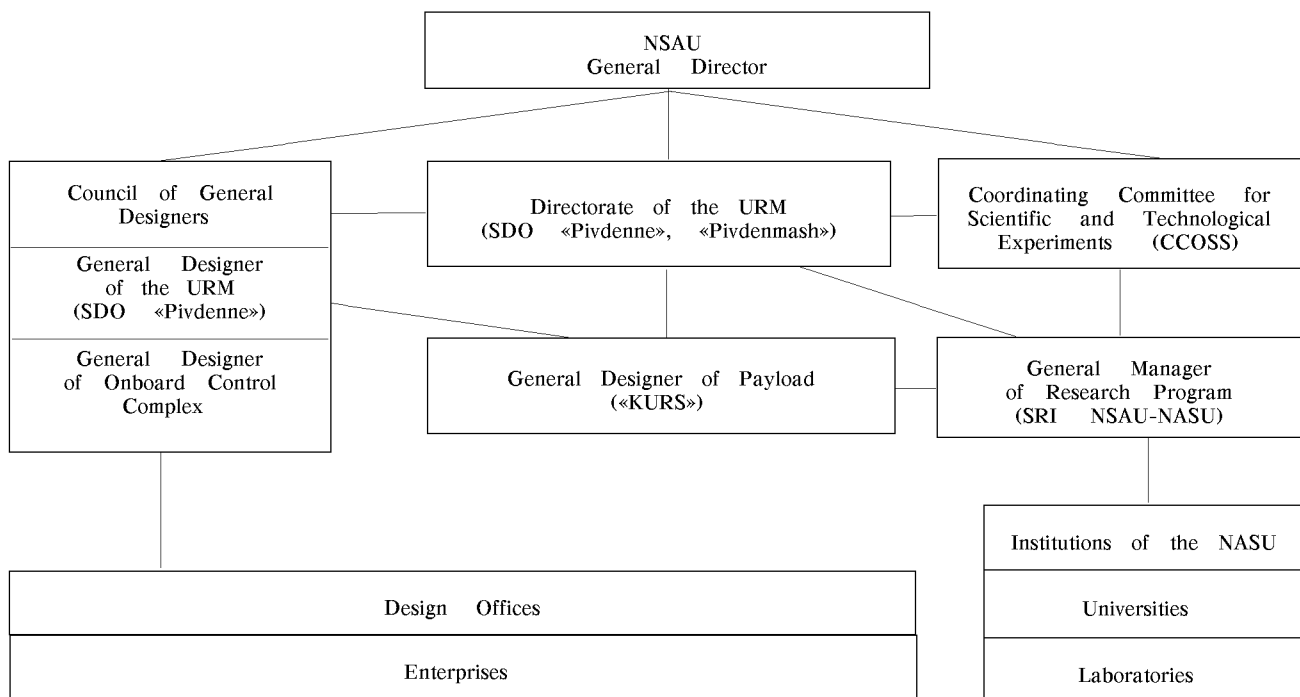 NSAU
General Director
Council of General
Designers
General Designer
of the URM
(SDO «Pivdenne»)
General Designer
of Onboard Control
Complex
Directorate of the URM
(SDO «Pivdenne», «Pivdenmash»)
Coordinating Committee for
Scientific and Technological
Experiments (CCOSS)
General Designer of Payload
(«KURS»)
General Manager
of Research Program
(SRI NSAU-NASU)
Design Offices
Enterprises
Institutions of the NASU
Universities
Laboratories